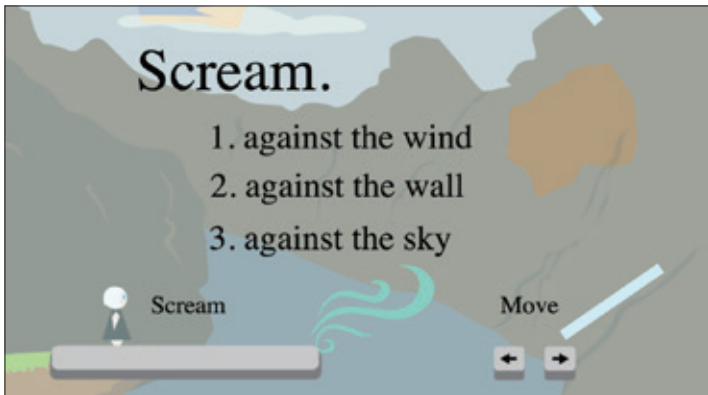 Scream.
1. against the wind
2. against the wall
3. against the sky
Scream
Move